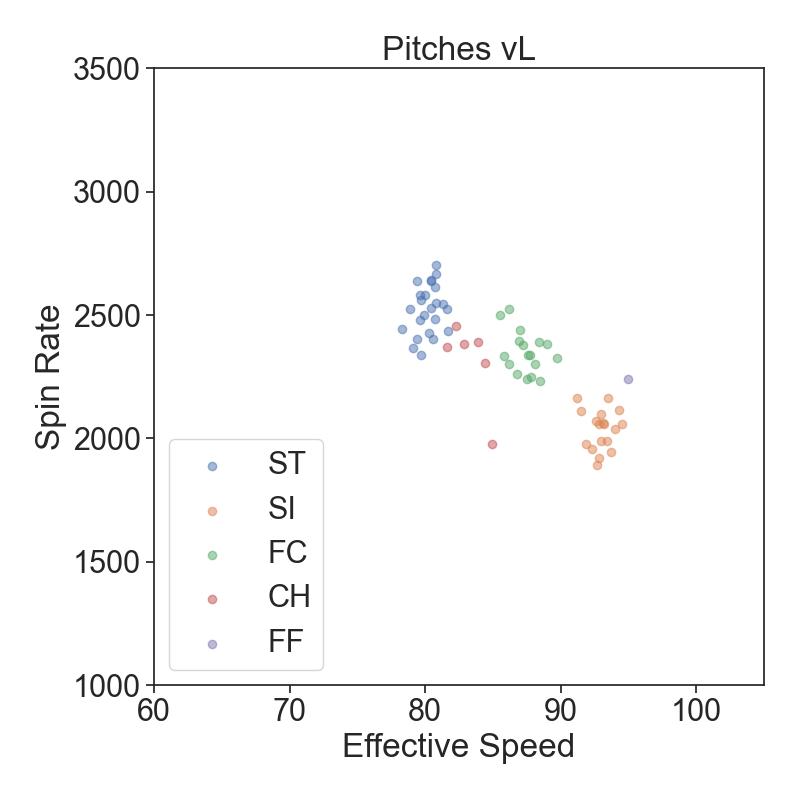 Pitches vL
3500
3000
2500
2000
1500
1000
Spin Rate
ST
SI
FC
CH
FF
60 70 80 90 100
Effective Speed